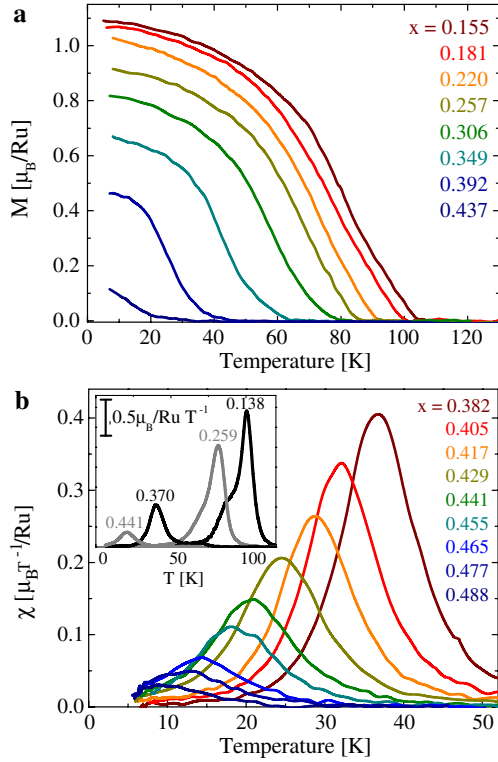 a
x = 0.155
0.181
0.220
0.257
0.306
0.349
0.392
0.437
M [μB/Ru]
1.0
0.8
0.6
0.4
0.2
0.0
0 20 40 60 80 100 120
Temperature [K]
b
x = 0.382
0.405
0.417
0.429
0.441
0.455
0.465
0.477
0.488
0.5μB/Ru T⁻¹
0.138
0.259
0.370
0.441
0 50 100
T [K]
χ [μBT⁻¹/Ru]
0.4
0.3
0.2
0.1
0.0
0 10 20 30 40 50
Temperature [K]